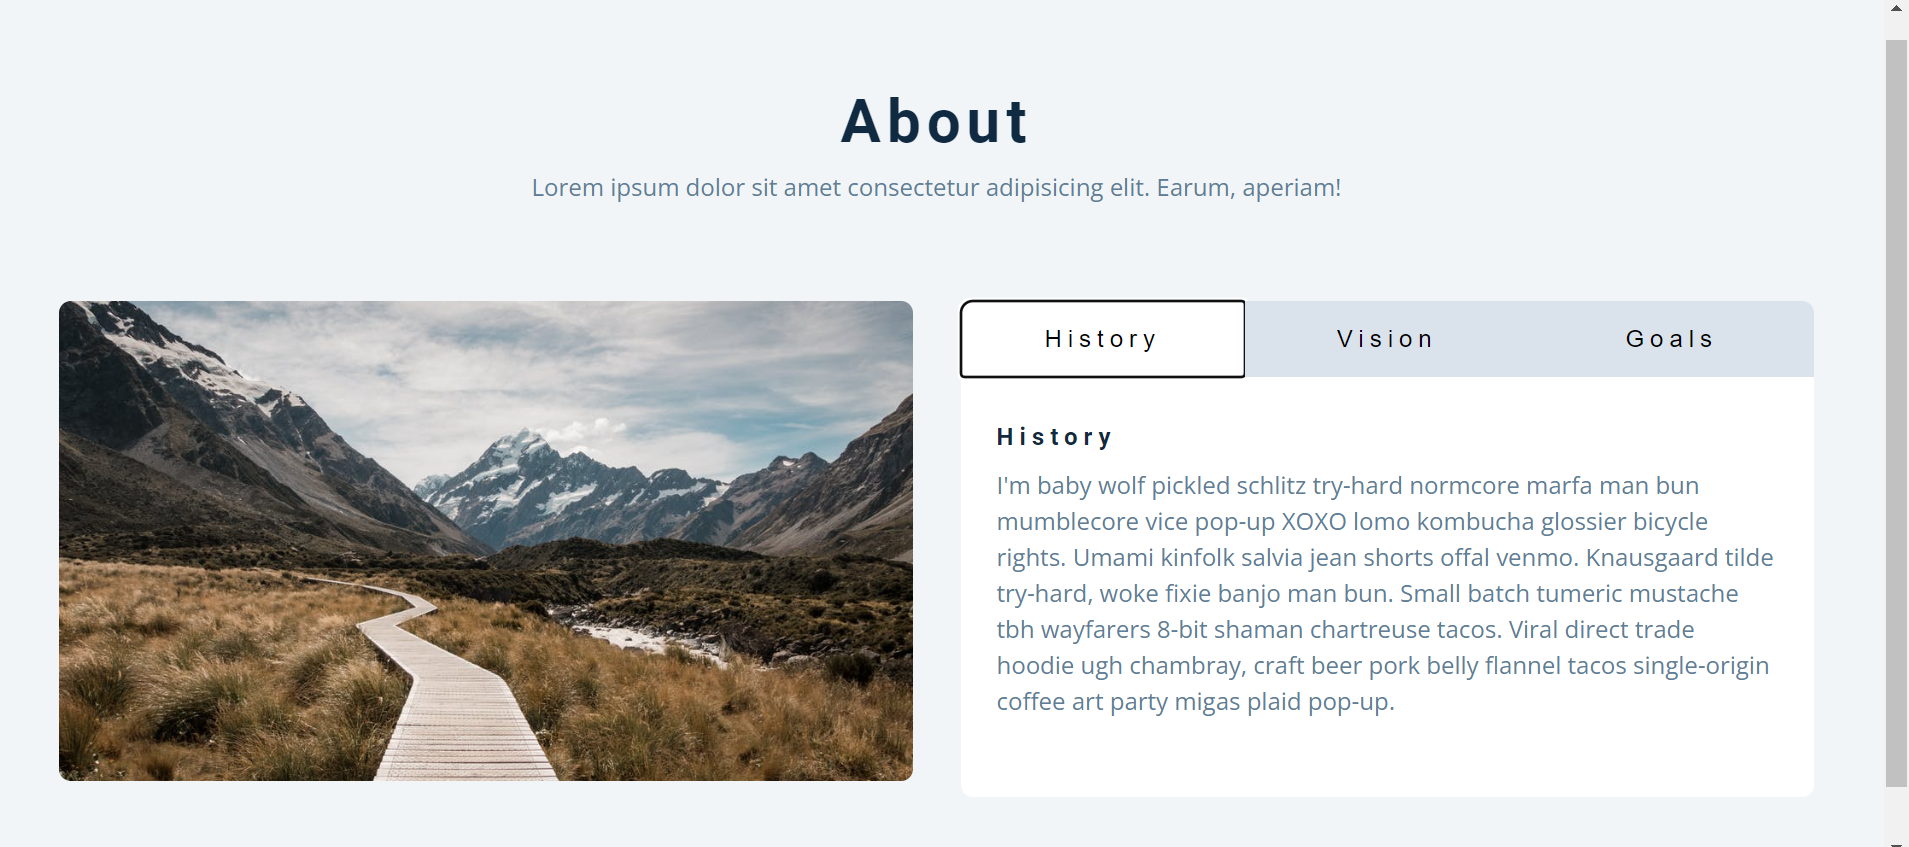 About
Lorem ipsum dolor sit amet consectetur adipisicing elit. Earum, aperiam!
History
Vision
Goals
History
I'm baby wolf pickled schlitz try-hard normcore marfa man bun
mumblecore vice pop-up XOXO lomo kombucha glossier bicycle
rights. Umami kinfolk salvia jean shorts offal venmo. Knausgaard tilde
try-hard, woke fixie banjo man bun. Small batch tumeric mustache
tbh wayfarers 8-bit shaman chartreuse tacos. Viral direct trade
hoodie ugh chambray, craft beer pork belly flannel tacos single-origin
coffee art party migas plaid pop-up.